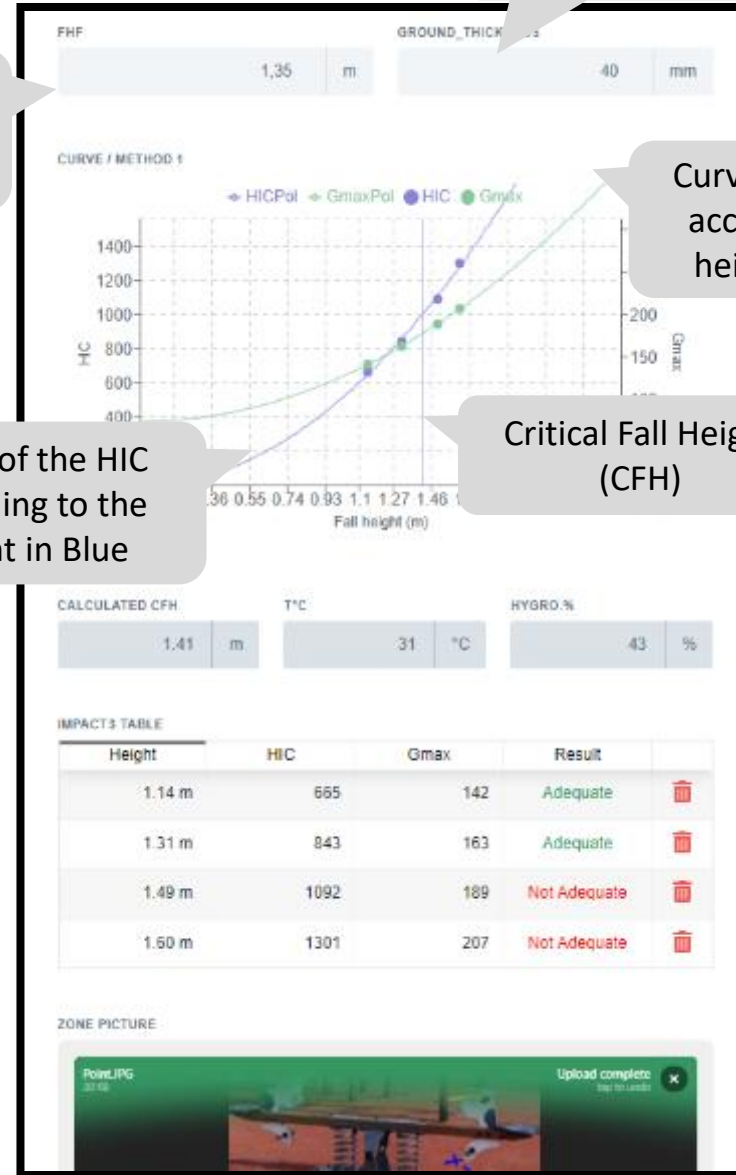 FHF
GROUND_THICK
1,35 m
40 mm
CURVE / METHOD 1
HICPol GmaxPol HIC Gmax
1400
1200
1000
800
600
400
HIC
200
150
Gmax
Curv
acc
hei
of the HIC
ing to the
t in Blue
Critical Fall Heig
(CFH)
36 0.55 0.74 0.93 1.1 1.27 1.46
Fall height (m)
CALCULATED CFH T°C HYGRO.%
1.41 m 31 °C 43 %
IMPACTS TABLE
Height HIC Gmax Result
1.14 m 665 142 Adequate
1.31 m 843 163 Adequate
1.49 m 1092 189 Not Adequate
1.60 m 1301 207 Not Adequate
ZONE PICTURE
Point.JPG Upload complete
tap to undo